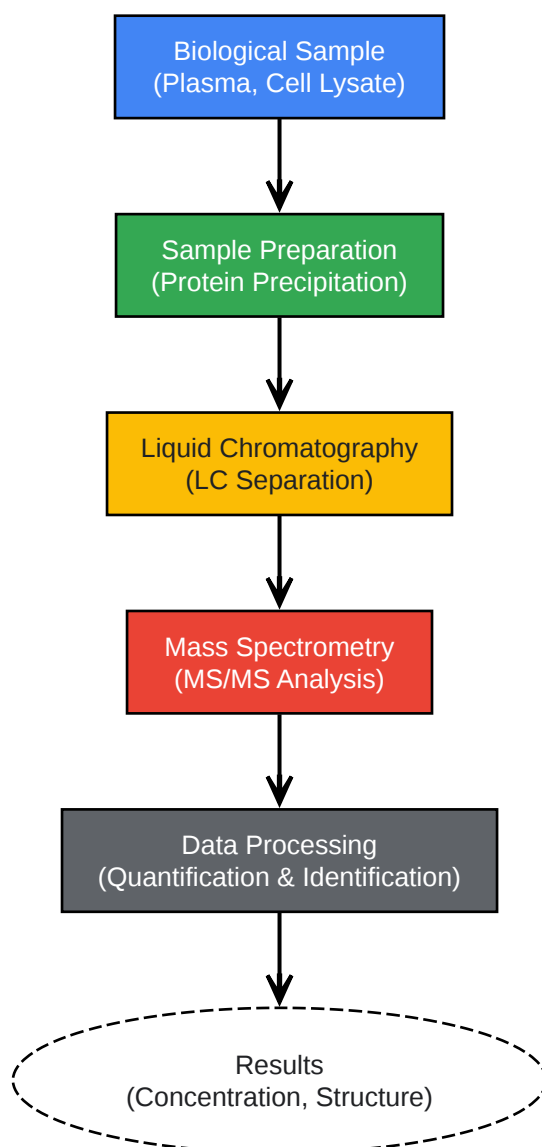 Biological Sample
(Plasma, Cell Lysate)
Sample Preparation
(Protein Precipitation)
Liquid Chromatography
(LC Separation)
Mass Spectrometry
(MS/MS Analysis)
Data Processing
(Quantification & Identification)
Results
(Concentration, Structure)